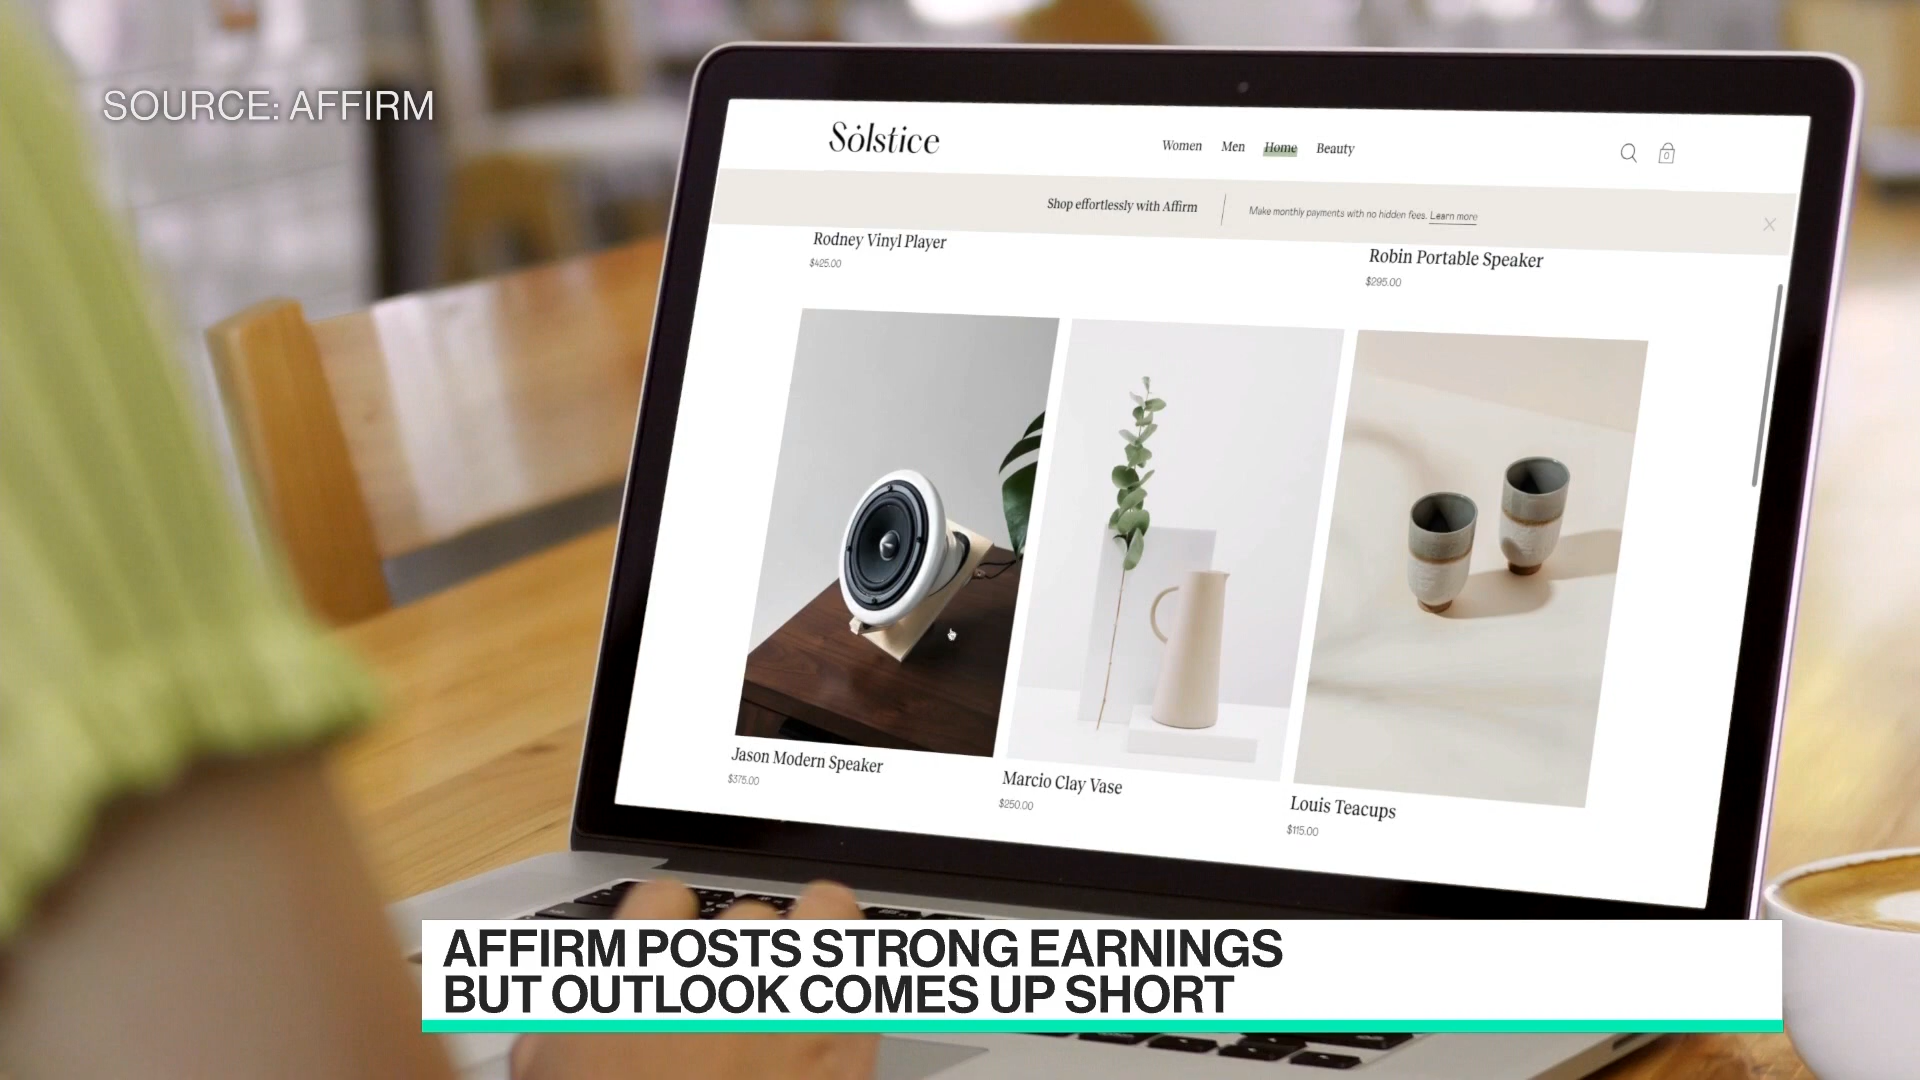 SOURCE: AFFIRM
Sólstice
Women Men Home Beauty
0
Shop effortlessly with Affirm
Make monthly payments with no hidden fees. Learn more
Rodney Vinyl Player
$425.00
Robin Portable Speaker
$295.00
Jason Modern Speaker
$375.00
Marcio Clay Vase
$250.00
Louis Teacups
$115.00
AFFIRM POSTS STRONG EARNINGS
BUT OUTLOOK COMES UP SHORT